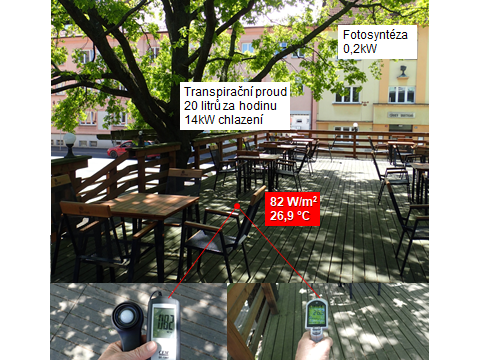 Fotosyntéza
0,2kW
Transpirační proud
20 litrů za hodinu
14kW chlazení
82 W/m²
26,9 °C